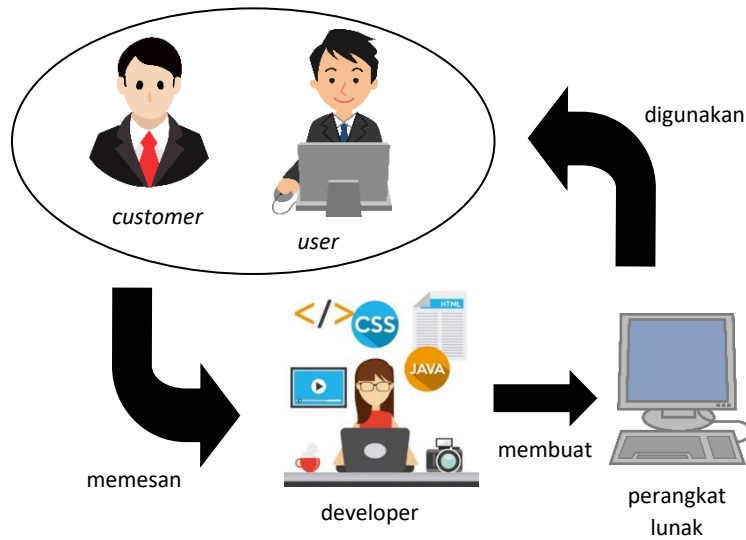 customer
user
digunakan
</>
CSS
HTML
JAVA
memesan
developer
membuat
perangkat
lunak